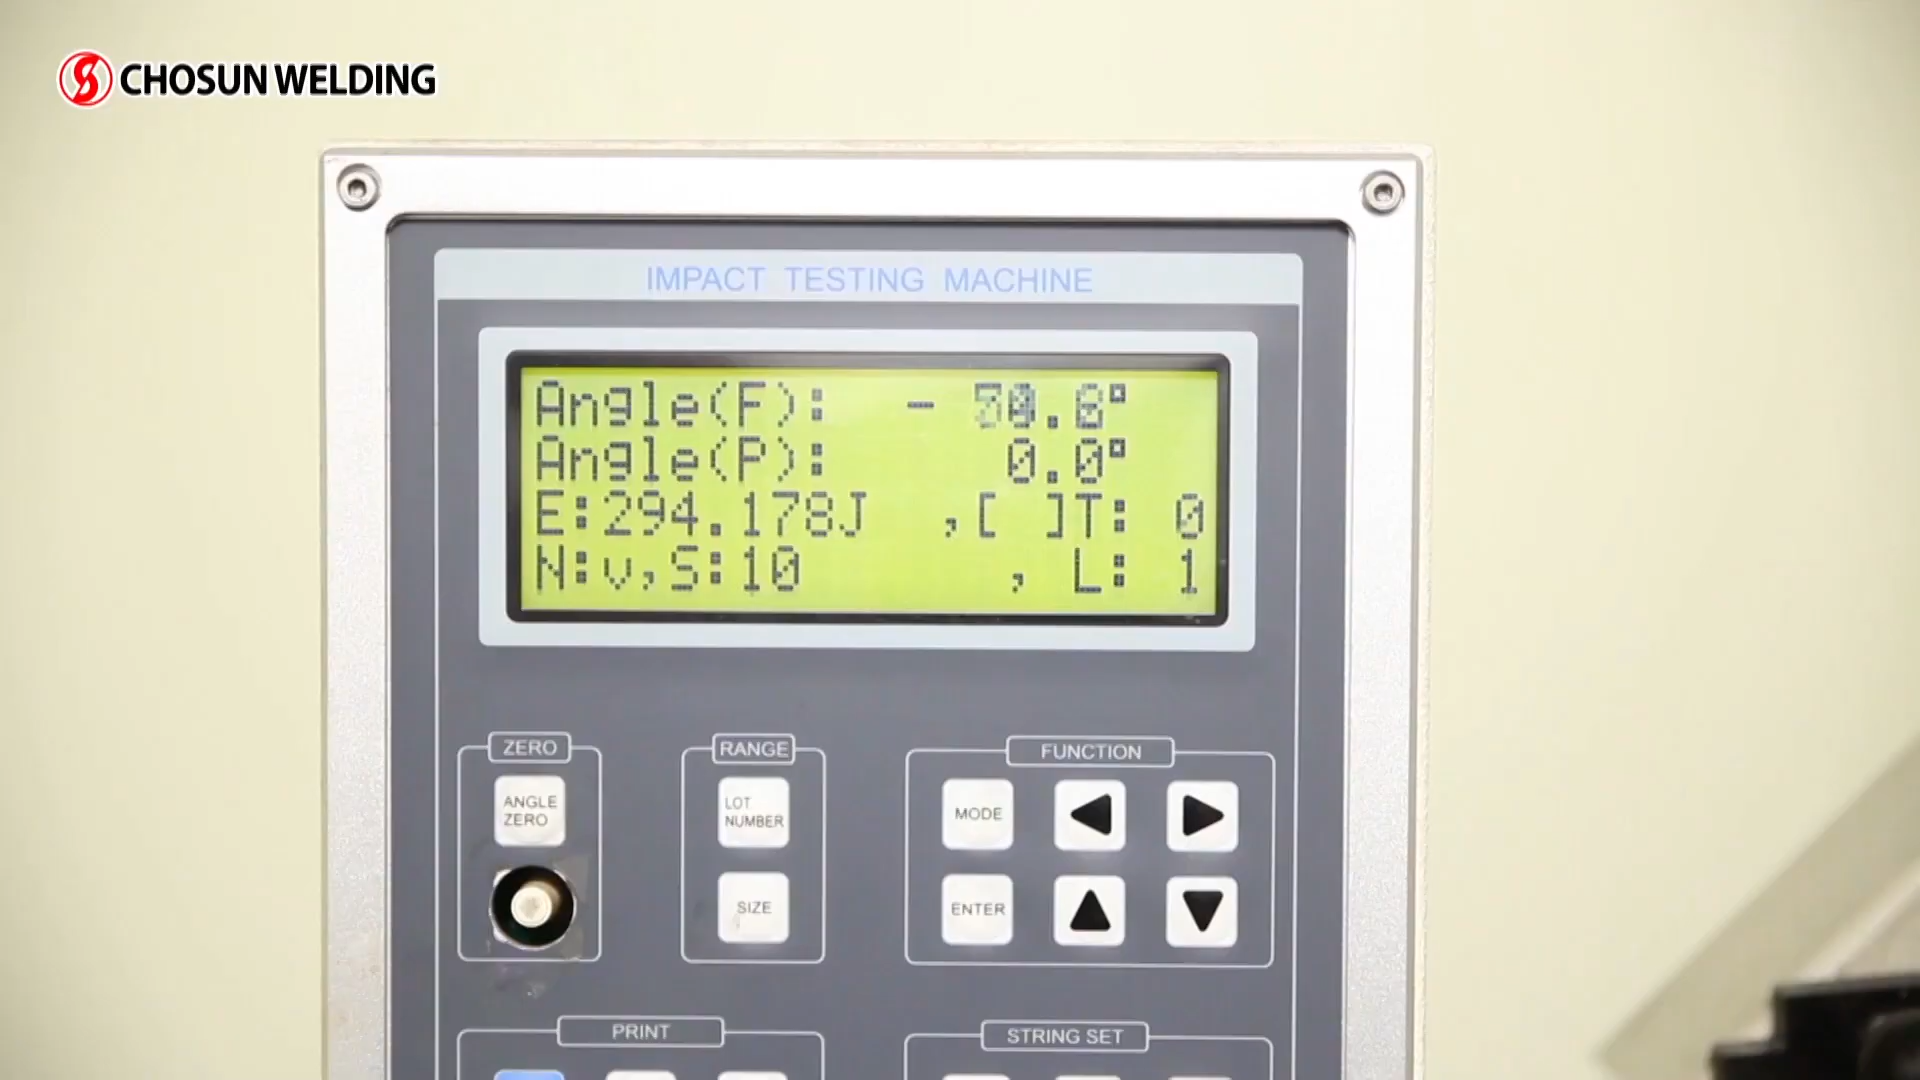 CHOSUN WELDING
IMPACT TESTING MACHINE
Angle(F): -
Angle(P): 0.0°
E:294.178J ,[ ]T: 0
N:v,S:10 , L: 1
ZERO
RANGE
FUNCTION
ANGLE ZERO
LOT NUMBER
MODE
SIZE
ENTER
PRINT
STRING SET